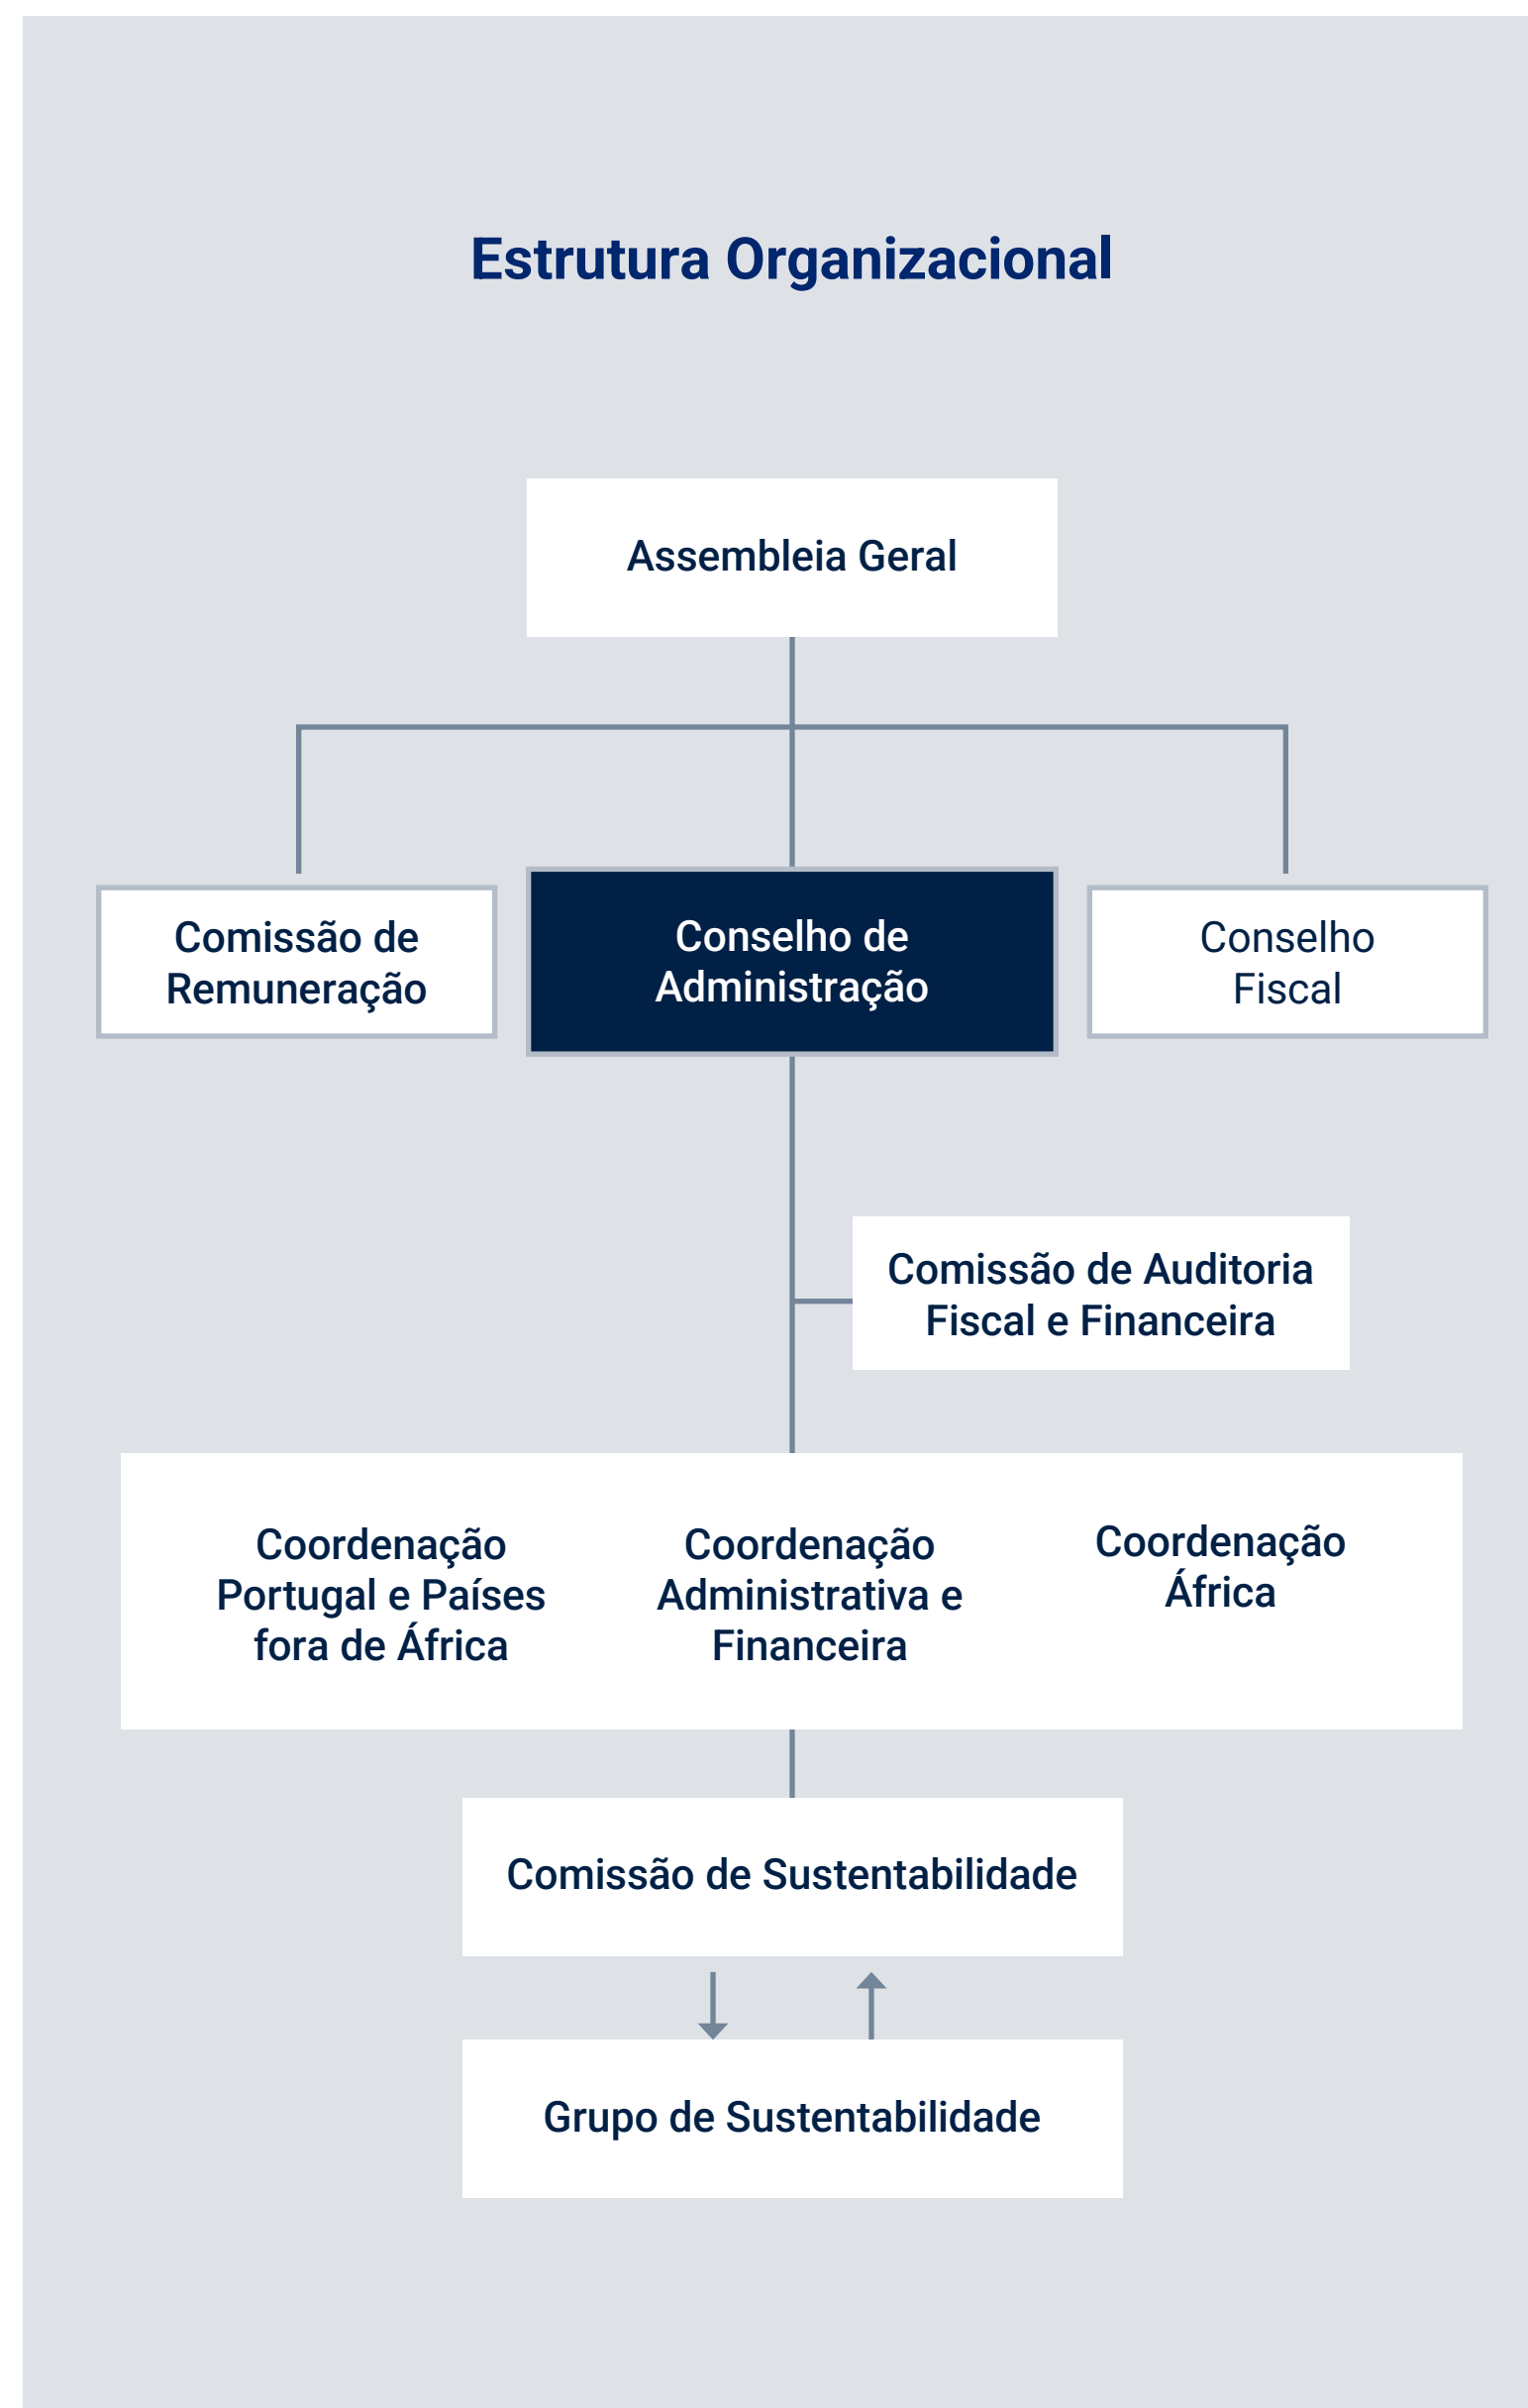 Estrutura Organizacional
Assembleia Geral
Comissão de
Remuneração
Conselho de
Administração
Conselho
Fiscal
Comissão de Auditoria
Fiscal e Financeira
Coordenação
Portugal e Países
fora de África
Coordenação
Administrativa e
Financeira
Coordenação
África
Comissão de Sustentabilidade
Grupo de Sustentabilidade